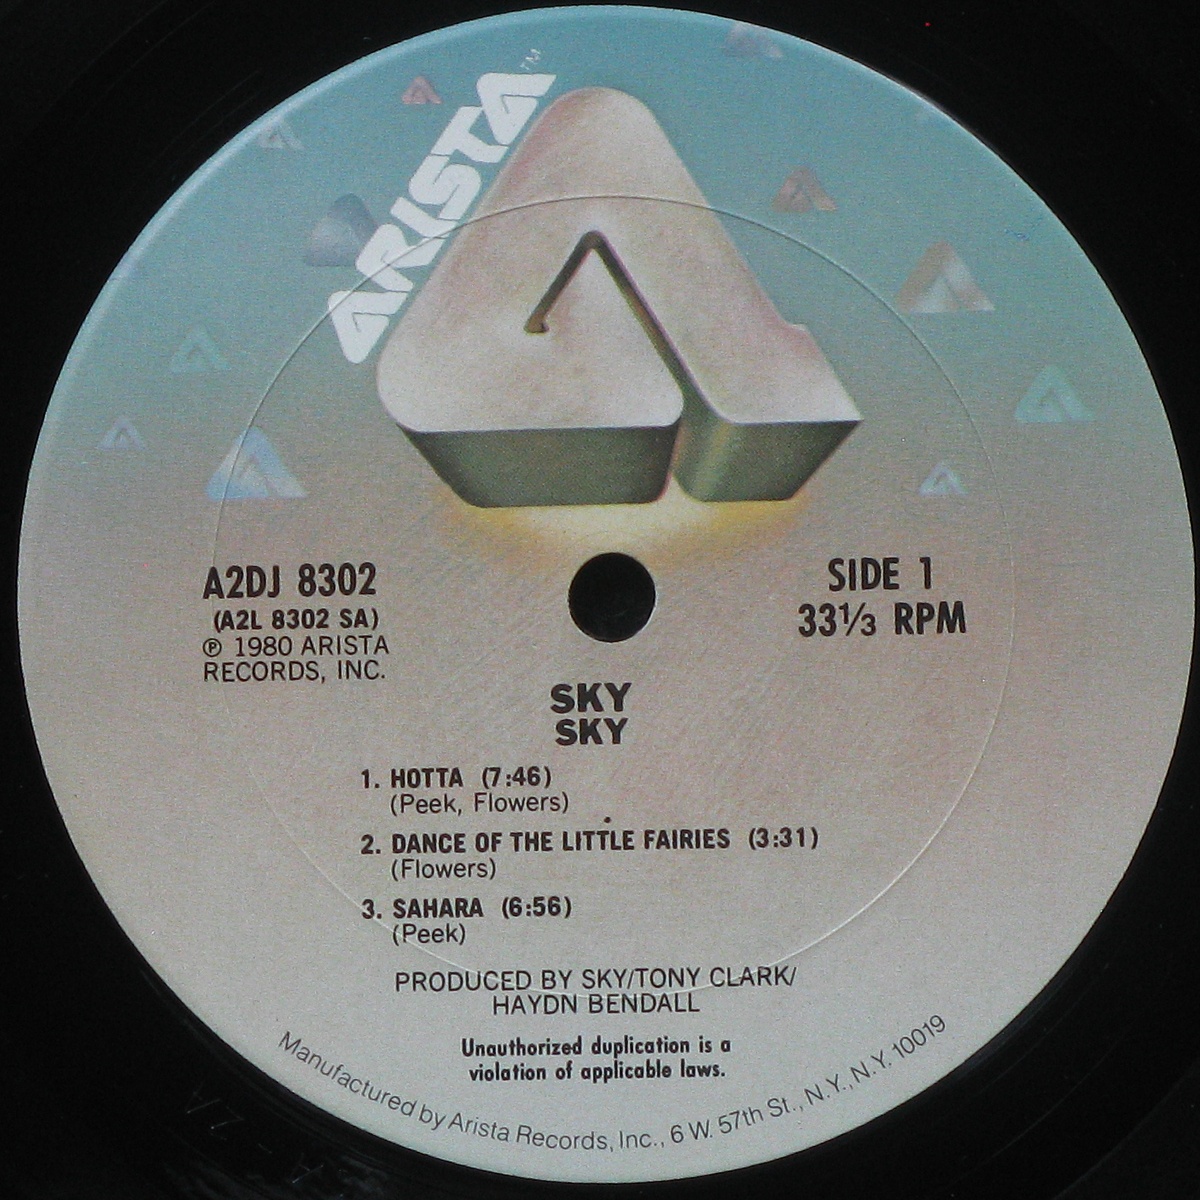 ARISTA™
A2DJ 8302
(A2L 8302 SA)
℗ 1980 ARISTA
RECORDS, INC.
SIDE 1
33⅓ RPM
SKY
SKY
1. HOTTA (7:46)
(Peek, Flowers)
2. DANCE OF THE LITTLE FAIRIES (3:31)
(Flowers)
3. SAHARA (6:56)
(Peek)
PRODUCED BY SKY/TONY CLARK/
HAYDN BENDALL
Unauthorized duplication is a
violation of applicable laws.
Manufactured by Arista Records, Inc., 6 W. 57th St., N.Y., N.Y. 10019